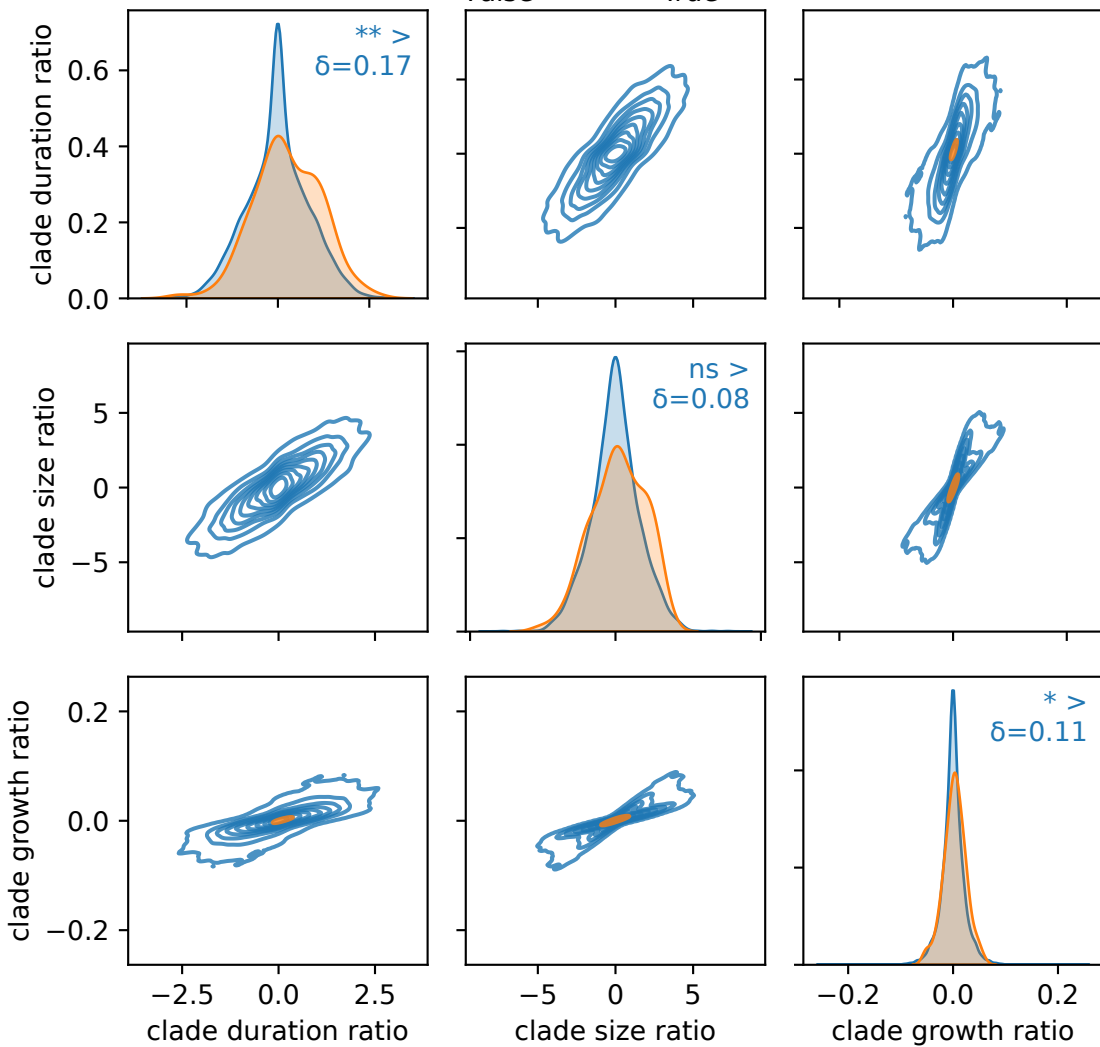 ** >
δ=0.17
clade duration ratio
0.6
0.4
0.2
0.0
ns >
δ=0.08
clade size ratio
5
0
−5
* >
δ=0.11
clade growth ratio
0.2
0.0
−0.2
−2.5 0.0 2.5
−5 0 5
−0.2 0.0 0.2
clade duration ratio
clade size ratio
clade growth ratio